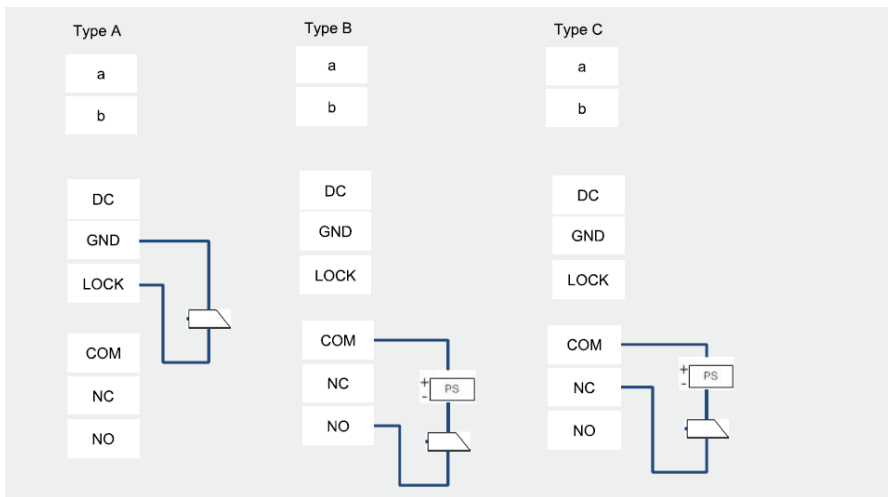 Type A
a
b
DC
GND
LOCK
COM
NC
NO
Type B
a
b
DC
GND
LOCK
COM
NC
NO
+
-
PS
Type C
a
b
DC
GND
LOCK
COM
NC
NO
+
-
PS